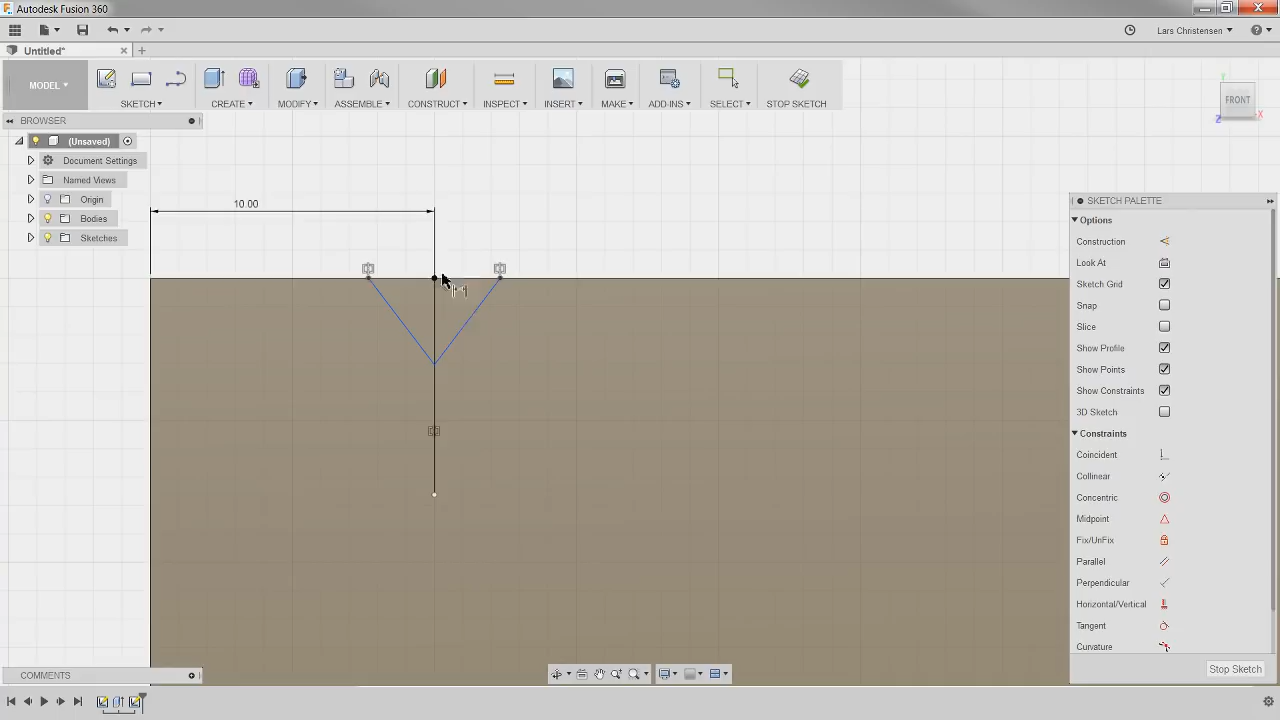 Autodesk Fusion 360
Lars Christensen
Untitled*
MODEL
SKETCH
CREATE
MODIFY
ASSEMBLE
CONSTRUCT
INSPECT
INSERT
MAKE
ADD-INS
SELECT
STOP SKETCH
FRONT
Y
X
Z
BROWSER
(Unsaved)
Document Settings
Named Views
Origin
Bodies
Sketches
10.00
SKETCH PALETTE
Options
Construction
Look At
Sketch Grid
Snap
Slice
Show Profile
Show Points
Show Constraints
3D Sketch
Constraints
Coincident
Collinear
Concentric
Midpoint
Fix/UnFix
Parallel
Perpendicular
Horizontal/Vertical
Tangent
Curvature
Stop Sketch
COMMENTS